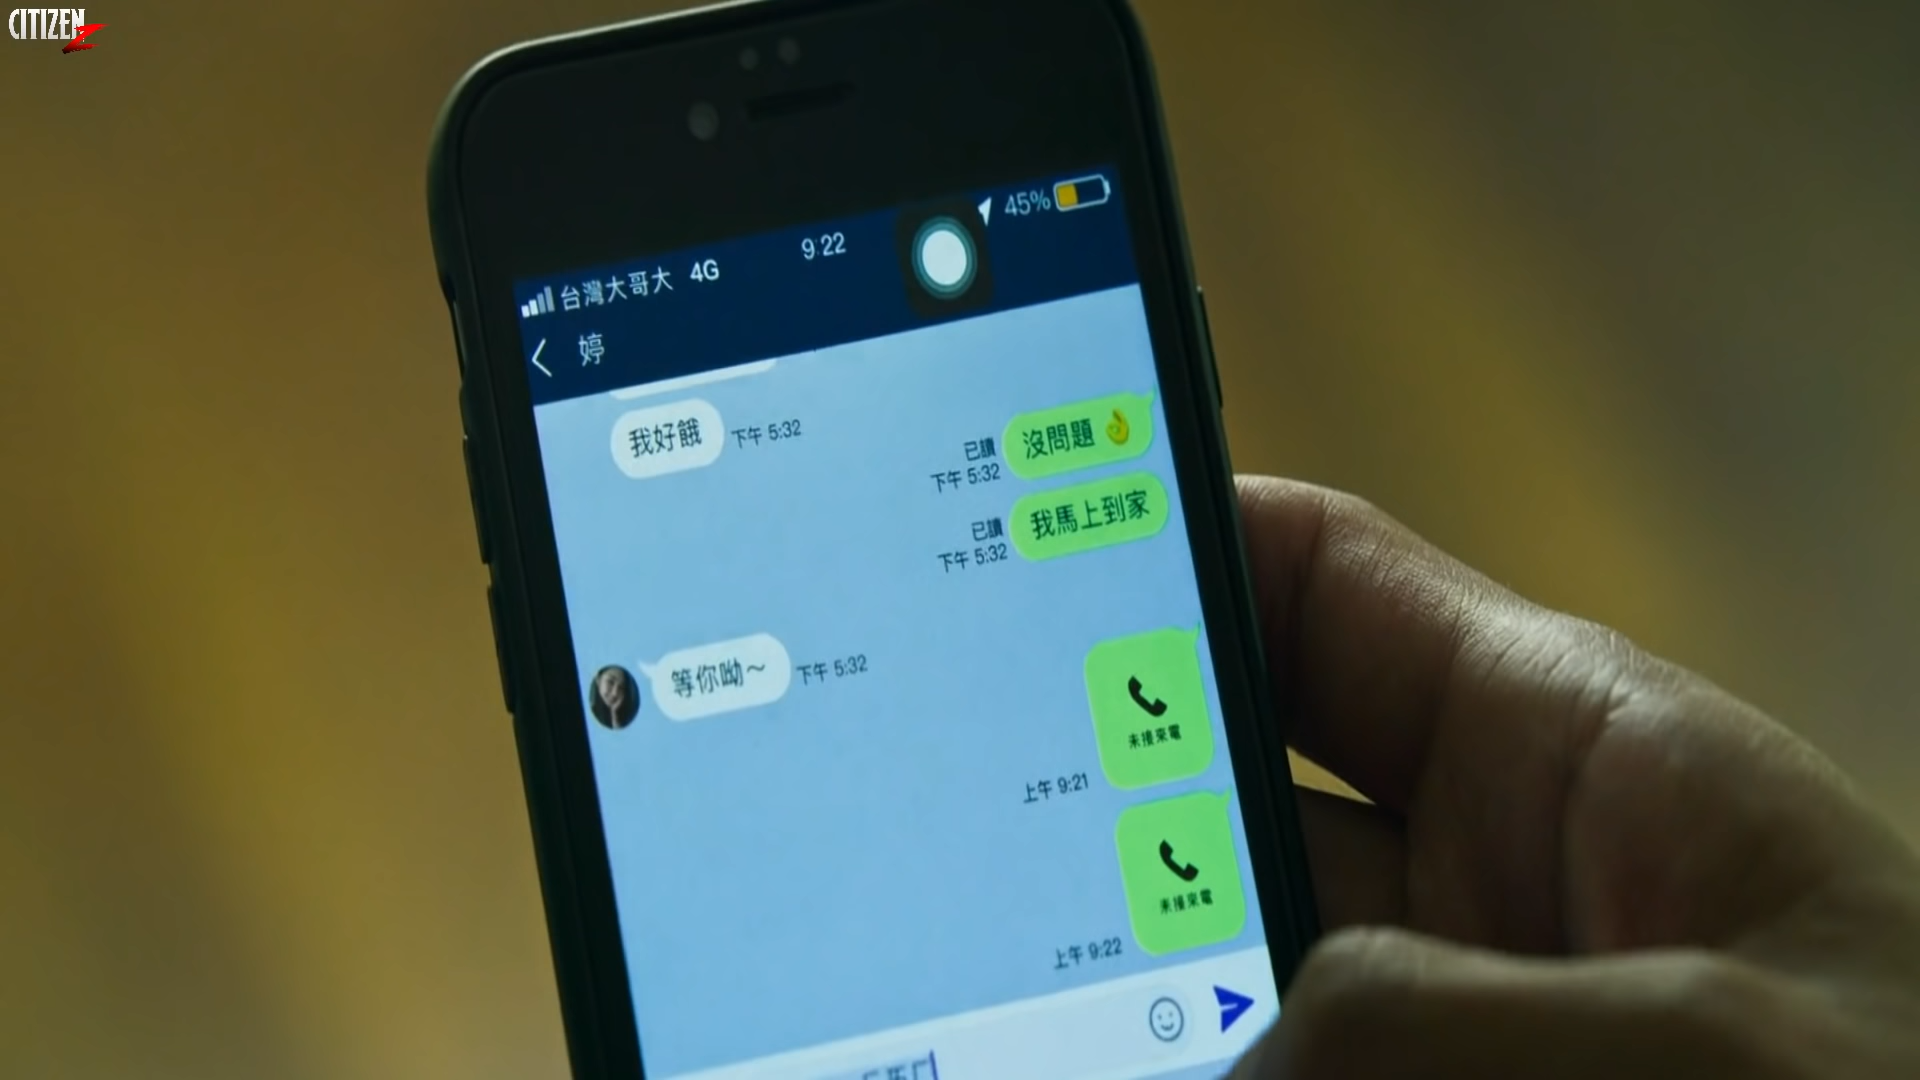 CITIZEN Z
45%
9:22
台灣大哥大 4G
婷
我好餓 下午 5:32
沒問題👌
已讀
下午 5:32
我馬上到家
已讀
下午 5:32
等你呦～ 下午 5:32
未接來電
上午 9:21
未接來電
上午 9:22